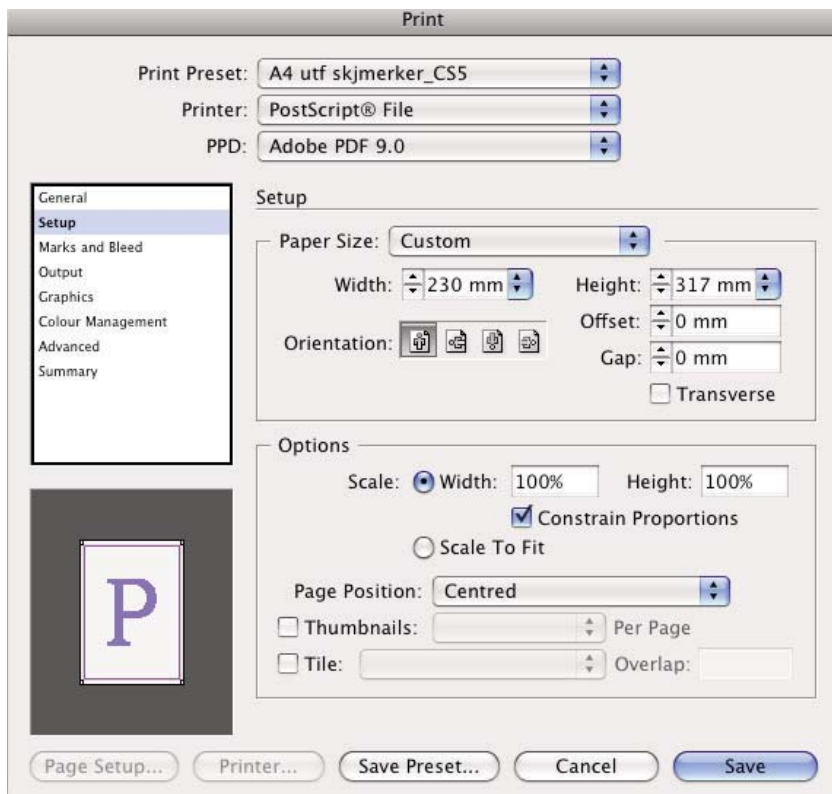 Print
Print Preset: A4 utf skjmerker_CS5
Printer: PostScript® File
PPD: Adobe PDF 9.0
General
Setup
Marks and Bleed
Output
Graphics
Colour Management
Advanced
Summary
Setup
Paper Size: Custom
Width: 230 mm Height: 317 mm
Offset: 0 mm
Orientation:
Gap: 0 mm
Transverse
Options
Scale: Width: 100% Height: 100%
Constrain Proportions
Scale To Fit
Page Position: Centred
Thumbnails: Per Page
Tile: Overlap:
P
Page Setup... Printer... Save Preset... Cancel Save